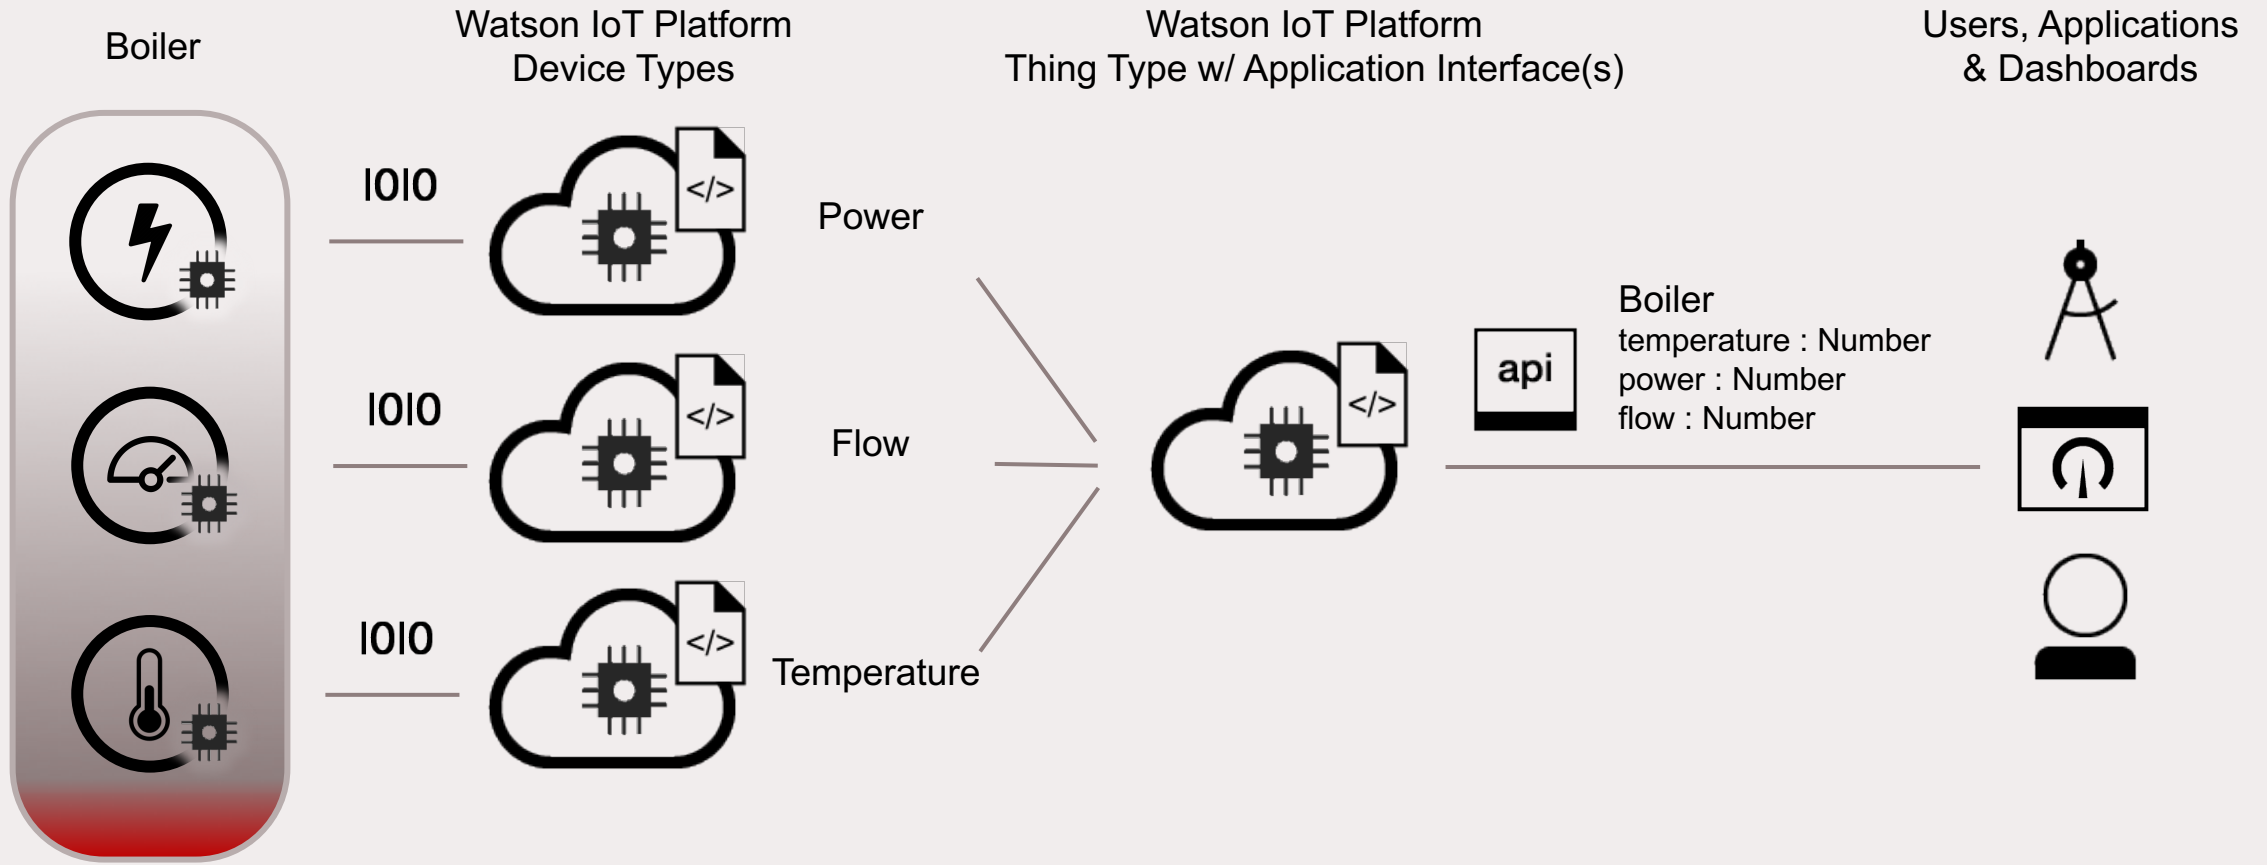 Boiler
Watson IoT Platform
Device Types
Watson IoT Platform
Thing Type w/ Application Interface(s)
Users, Applications
& Dashboards
IOIO
</>
Power
IOIO
</>
Flow
IOIO
</>
Temperature
</>
api
Boiler
temperature : Number
power : Number
flow : Number